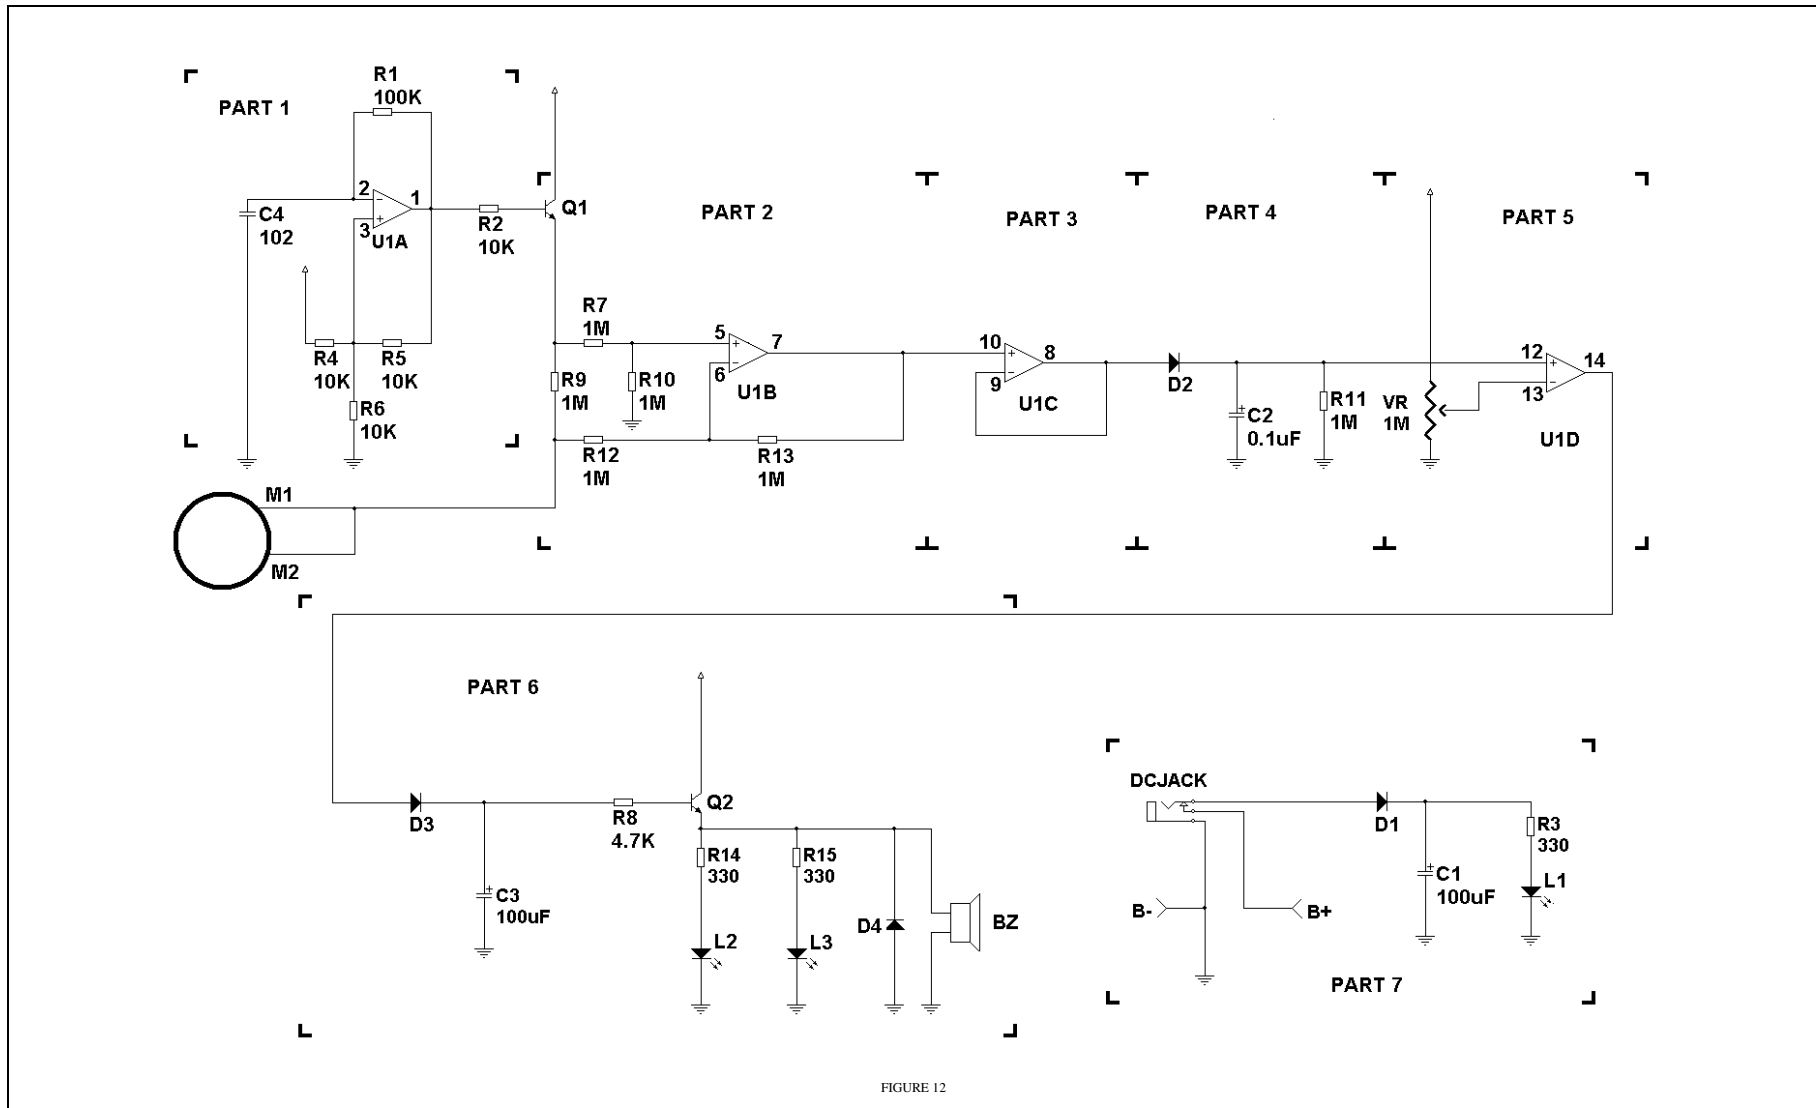 PART 1
R1
100K
2
1
3
U1A
C4
102
R2
10K
Q1
R4
10K
R5
10K
R6
10K
M1
M2
PART 2
R7
1M
R9
1M
R10
1M
5
6
7
U1B
R12
1M
R13
1M
PART 3
10
9
8
U1C
PART 4
D2
C2
0.1uF
R11
1M
PART 5
VR
1M
12
13
14
U1D
PART 6
D3
C3
100uF
R8
4.7K
Q2
R14
330
R15
330
L2
L3
D4
BZ
DCJACK
D1
R3
330
C1
100uF
L1
B-
B+
PART 7
FIGURE 12